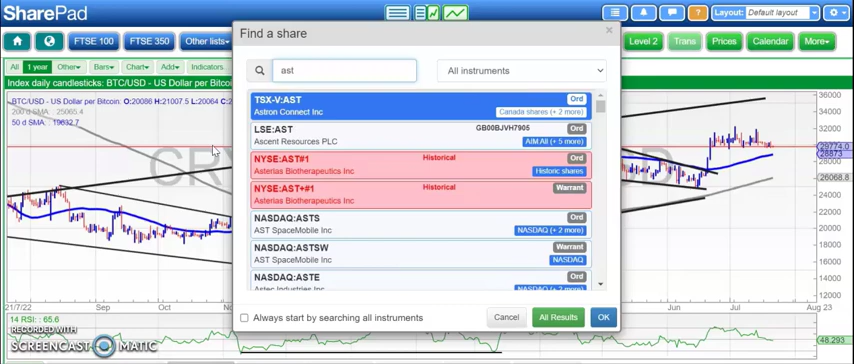 SharePad
Layout: Default layout
FTSE 100 FTSE 350 Other lists
Level 2 Trans Prices Calendar More
All 1 year Other Bars Chart Add Indicators
Index daily candlesticks: BTC/USD - US Dollar per Bitcoi
BTC/USD - US Dollar per Bitcoin: O:20086 H:21007.5 L:20064 C:2
200 d SMA : 25065.4
50 d SMA : 19632.7
Find a share
×
ast
All instruments
TSX-V:AST Ord
Astron Connect Inc Canada shares (+ 2 more)
LSE:AST GB00BJVH7905 Ord
Ascent Resources PLC AIM All (+ 5 more)
NYSE:AST#1 Historical Ord
Asterias Biotherapeutics Inc Historic shares
NYSE:AST+#1 Historical Warrant
Asterias Biotherapeutics Inc
NASDAQ:ASTS Ord
AST SpaceMobile Inc NASDAQ (+ 2 more)
NASDAQ:ASTSW Warrant
AST SpaceMobile Inc NASDAQ
NASDAQ:ASTE Ord
Astec Industries Inc NASDAQ (+ 2 more)
Always start by searching all instruments
Cancel All Results OK
36000
34000
32000
29774.0
28873
26068.8
24000
22000
20000
18000
16000
14000
12000
21/7/22 Sep Oct No Jun Jul Aug 23
14 RSI : 65.6
48.293
RECORDED WITH
SCREENCAST MATIC